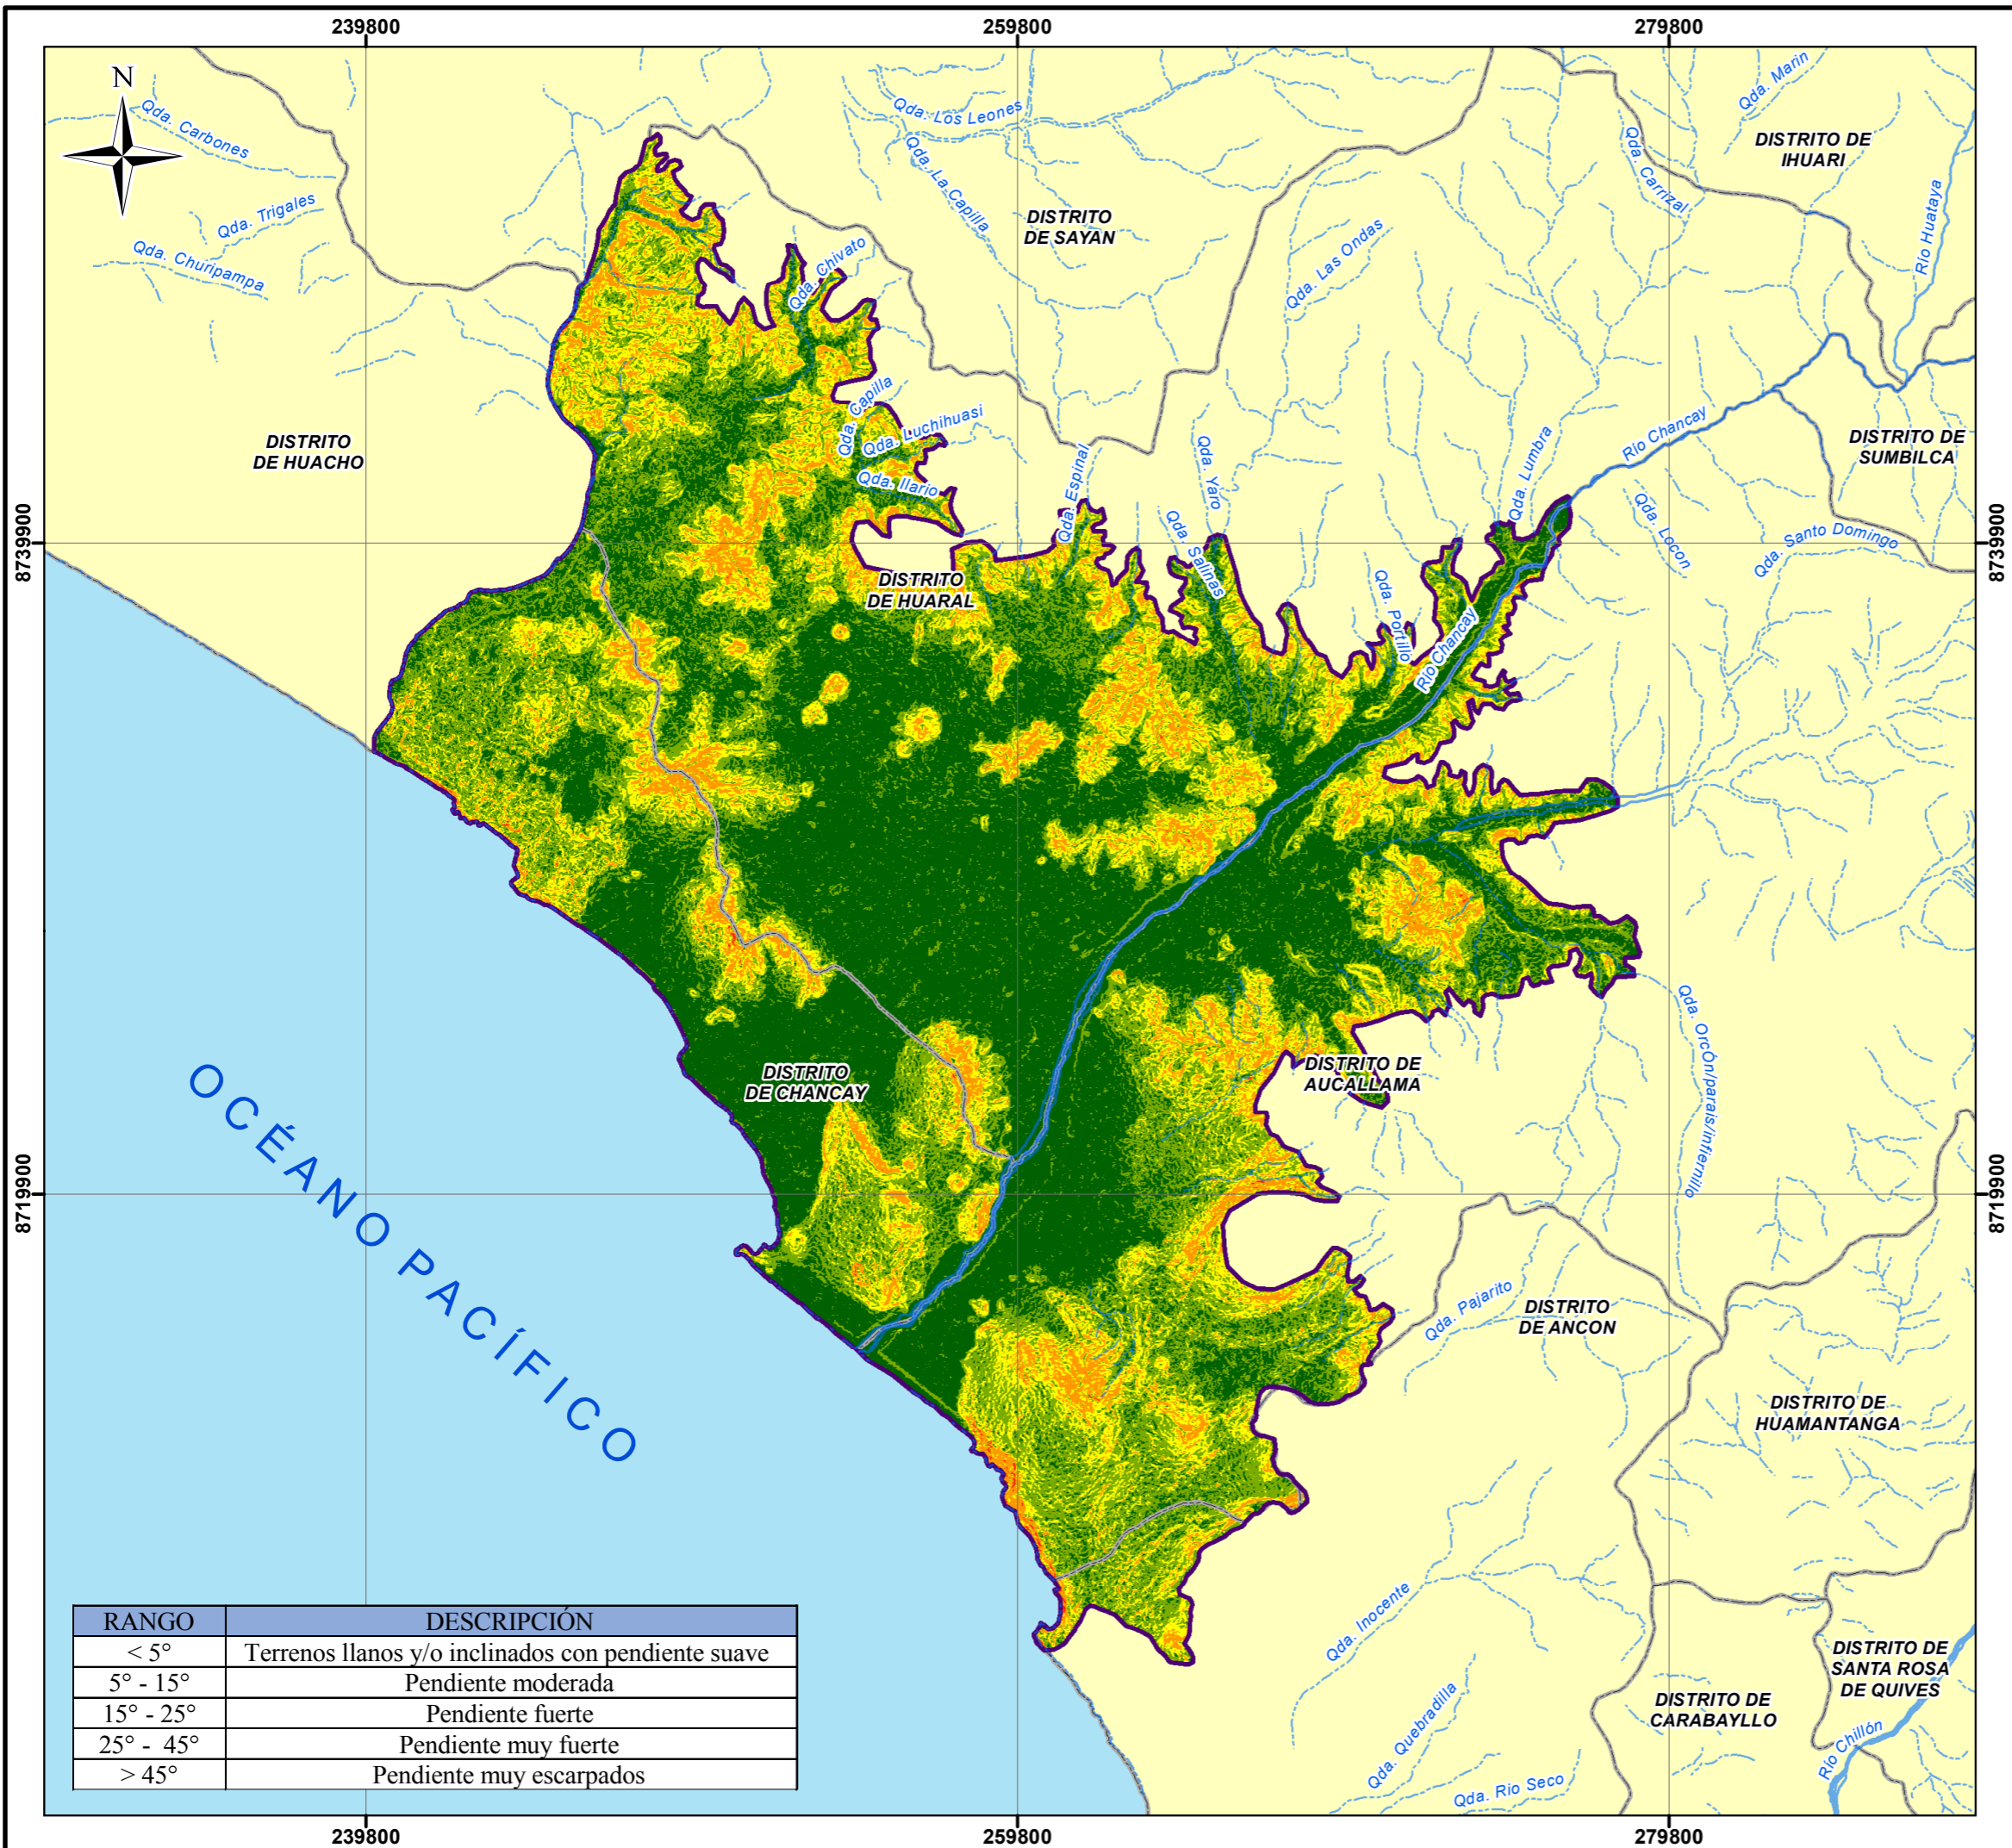 239800
259800
279800
N
Qda. Carbones
Qda. Trigales
Qda. Churipampa
Qda. Los Leones
Qda. La Capilla
Qda. Marin
DISTRITO DE
IHUARI
Qda. Carrizal
Rio Huataya
DISTRITO
DE SAYAN
Qda. Chivato
Qda. Las Ondas
DISTRITO
DE HUACHO
Qda. Capilla
Qda. Luchihuasi
Qda. Ilario
Qda. Espinal
Qda. Yaro
Qda. Salinas
Qda. Lumbra
Rio Chancay
DISTRITO DE
SUMBILCA
8739900
8739900
Qda. Locon
Qda. Santo Domingo
DISTRITO
DE HUARAL
Qda. Portillo
Rio Chancay
Qda. OrcÓn/parais/infiernillo
DISTRITO
DE CHANCAY
DISTRITO DE
AUCALLAMA
OCÉANO PACÍFICO
8719900
8719900
Qda. Pajarito
DISTRITO
DE ANCON
DISTRITO DE
HUAMANTANGA
Qda. Inocente
DISTRITO DE
SANTA ROSA
DE QUIVES
DISTRITO DE
CARABAYLLO
Qda. Quebradilla
Rio Chillón
Qda. Rio Seco
RANGO DESCRIPCIÓN
< 5° Terrenos llanos y/o inclinados con pendiente suave
5° - 15° Pendiente moderada
15° - 25° Pendiente fuerte
25° - 45° Pendiente muy fuerte
> 45° Pendiente muy escarpados
239800
259800
279800